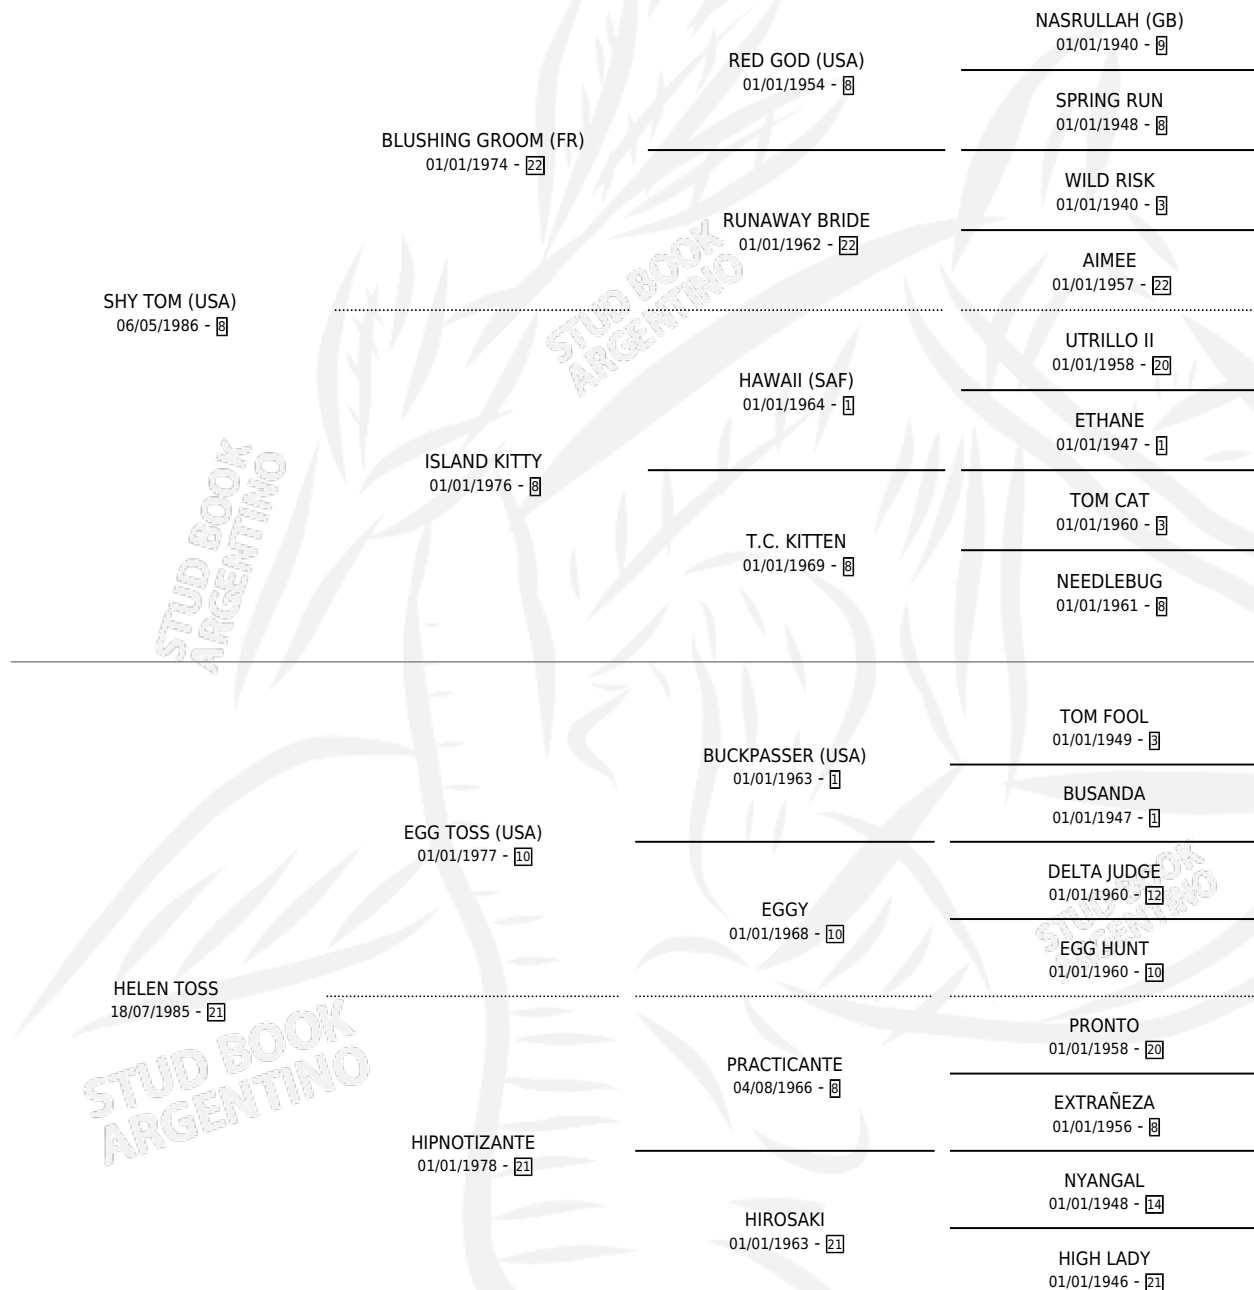 NASRULLAH (GB)
01/01/1940 - 9
RED GOD (USA)
01/01/1954 - 8
SPRING RUN
01/01/1948 - 8
BLUSHING GROOM (FR)
01/01/1974 - 22
WILD RISK
01/01/1940 - 3
RUNAWAY BRIDE
01/01/1962 - 22
AIMEE
01/01/1957 - 22
SHY TOM (USA)
06/05/1986 - 8
UTRILLO II
01/01/1958 - 20
HAWAII (SAF)
01/01/1964 - 1
ETHANE
01/01/1947 - 1
ISLAND KITTY
01/01/1976 - 8
TOM CAT
01/01/1960 - 3
T.C. KITTEN
01/01/1969 - 8
NEEDLEBUG
01/01/1961 - 8
TOM FOOL
01/01/1949 - 3
BUCKPASSER (USA)
01/01/1963 - 1
BUSANDA
01/01/1947 - 1
EGG TOSS (USA)
01/01/1977 - 10
DELTA JUDGE
01/01/1960 - 12
EGGY
01/01/1968 - 10
EGG HUNT
01/01/1960 - 10
HELEN TOSS
18/07/1985 - 21
PRONTO
01/01/1958 - 20
PRACTICANTE
04/08/1966 - 8
EXTRAÑEZA
01/01/1956 - 8
HIPNOTIZANTE
01/01/1978 - 21
NYANGAL
01/01/1948 - 14
HIROSAKI
01/01/1963 - 21
HIGH LADY
01/01/1946 - 21
STUD BOOK
ARGENTINO
STUD BOOK
ARGENTINO
STUD BOOK
ARGENTINO
STUD BOOK
ARGENTINO